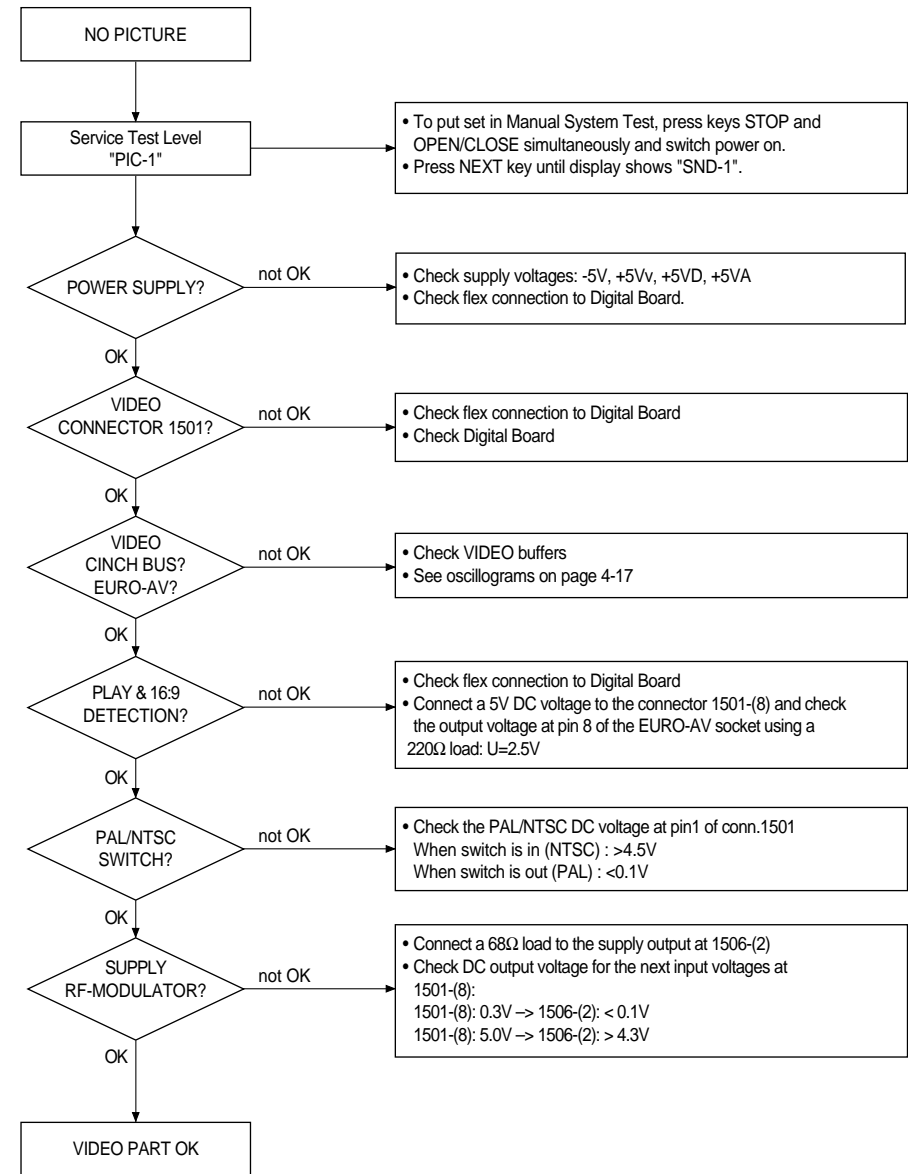 NO PICTURE
Service Test Level
"PIC-1"
• To put set in Manual System Test, press keys STOP and
OPEN/CLOSE simultaneously and switch power on.
• Press NEXT key until display shows "SND-1".
POWER SUPPLY?
not OK
• Check supply voltages: -5V, +5Vv, +5VD, +5VA
• Check flex connection to Digital Board.
OK
VIDEO
CONNECTOR 1501?
not OK
• Check flex connection to Digital Board
• Check Digital Board
OK
VIDEO
CINCH BUS?
EURO-AV?
not OK
• Check VIDEO buffers
• See oscillograms on page 4-17
OK
PLAY & 16:9
DETECTION?
not OK
• Check flex connection to Digital Board
• Connect a 5V DC voltage to the connector 1501-(8) and check
the output voltage at pin 8 of the EURO-AV socket using a
220Ω load: U=2.5V
OK
PAL/NTSC
SWITCH?
not OK
• Check the PAL/NTSC DC voltage at pin1 of conn.1501
When switch is in (NTSC) : >4.5V
When switch is out (PAL) : <0.1V
OK
SUPPLY
RF-MODULATOR?
not OK
• Connect a 68Ω load to the supply output at 1506-(2)
• Check DC output voltage for the next input voltages at
1501-(8):
1501-(8): 0.3V –> 1506-(2): < 0.1V
1501-(8): 5.0V –> 1506-(2): > 4.3V
OK
VIDEO PART OK